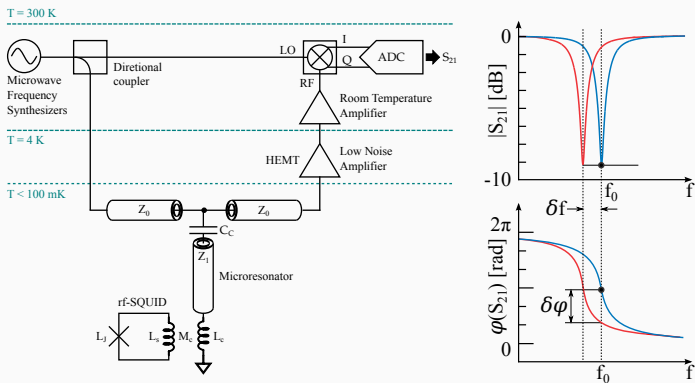 T = 300 K
Microwave
Frequency
Synthesizers
Diretional
coupler
LO
I
Q
RF
ADC
S21
Room Temperature
Amplifier
T = 4 K
HEMT
Low Noise
Amplifier
T < 100 mK
Z0
Z0
CC
Z1
Microresonator
rf-SQUID
LJ
Ls
Mc
Lc
|S21| [dB]
0
-10
f0
f
δf
φ(S21) [rad]
2π
0
δφ
f0
f